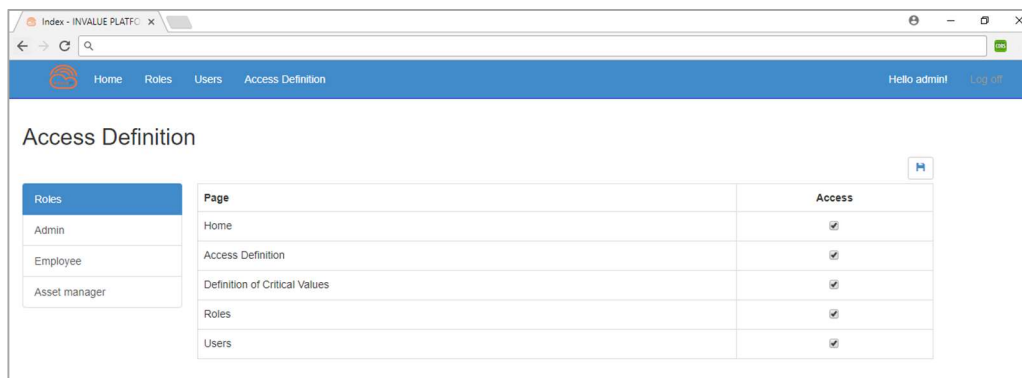 Index - INVALUE PLATFO
Home Roles Users Access Definition Hello admin! Log off
Access Definition
Roles
Admin
Employee
Asset manager
Page Access
Home
Access Definition
Definition of Critical Values
Roles
Users